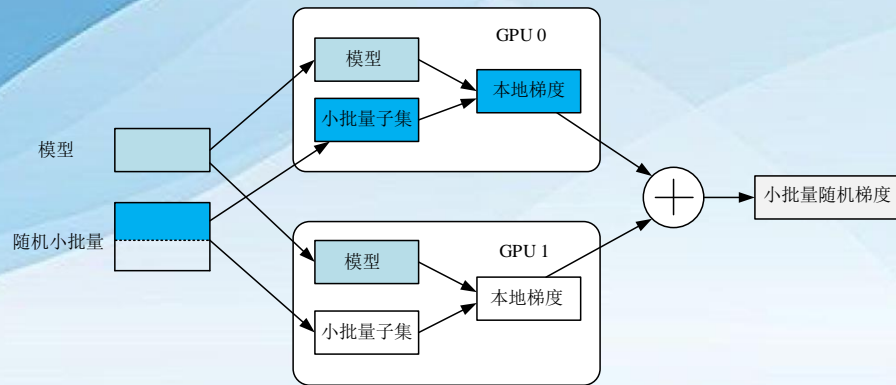 GPU 0
模型
小批量子集
本地梯度
模型
随机小批量
小批量随机梯度
GPU 1
模型
小批量子集
本地梯度